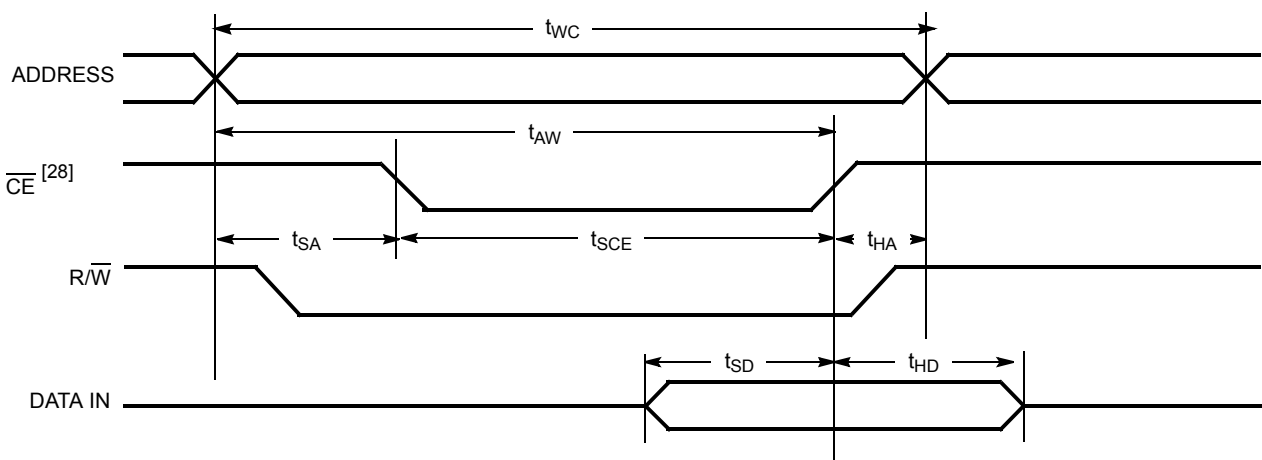 tWC
ADDRESS
tAW
CE [28]
tSA tSCE tHA
R/W
tSD tHD
DATA IN